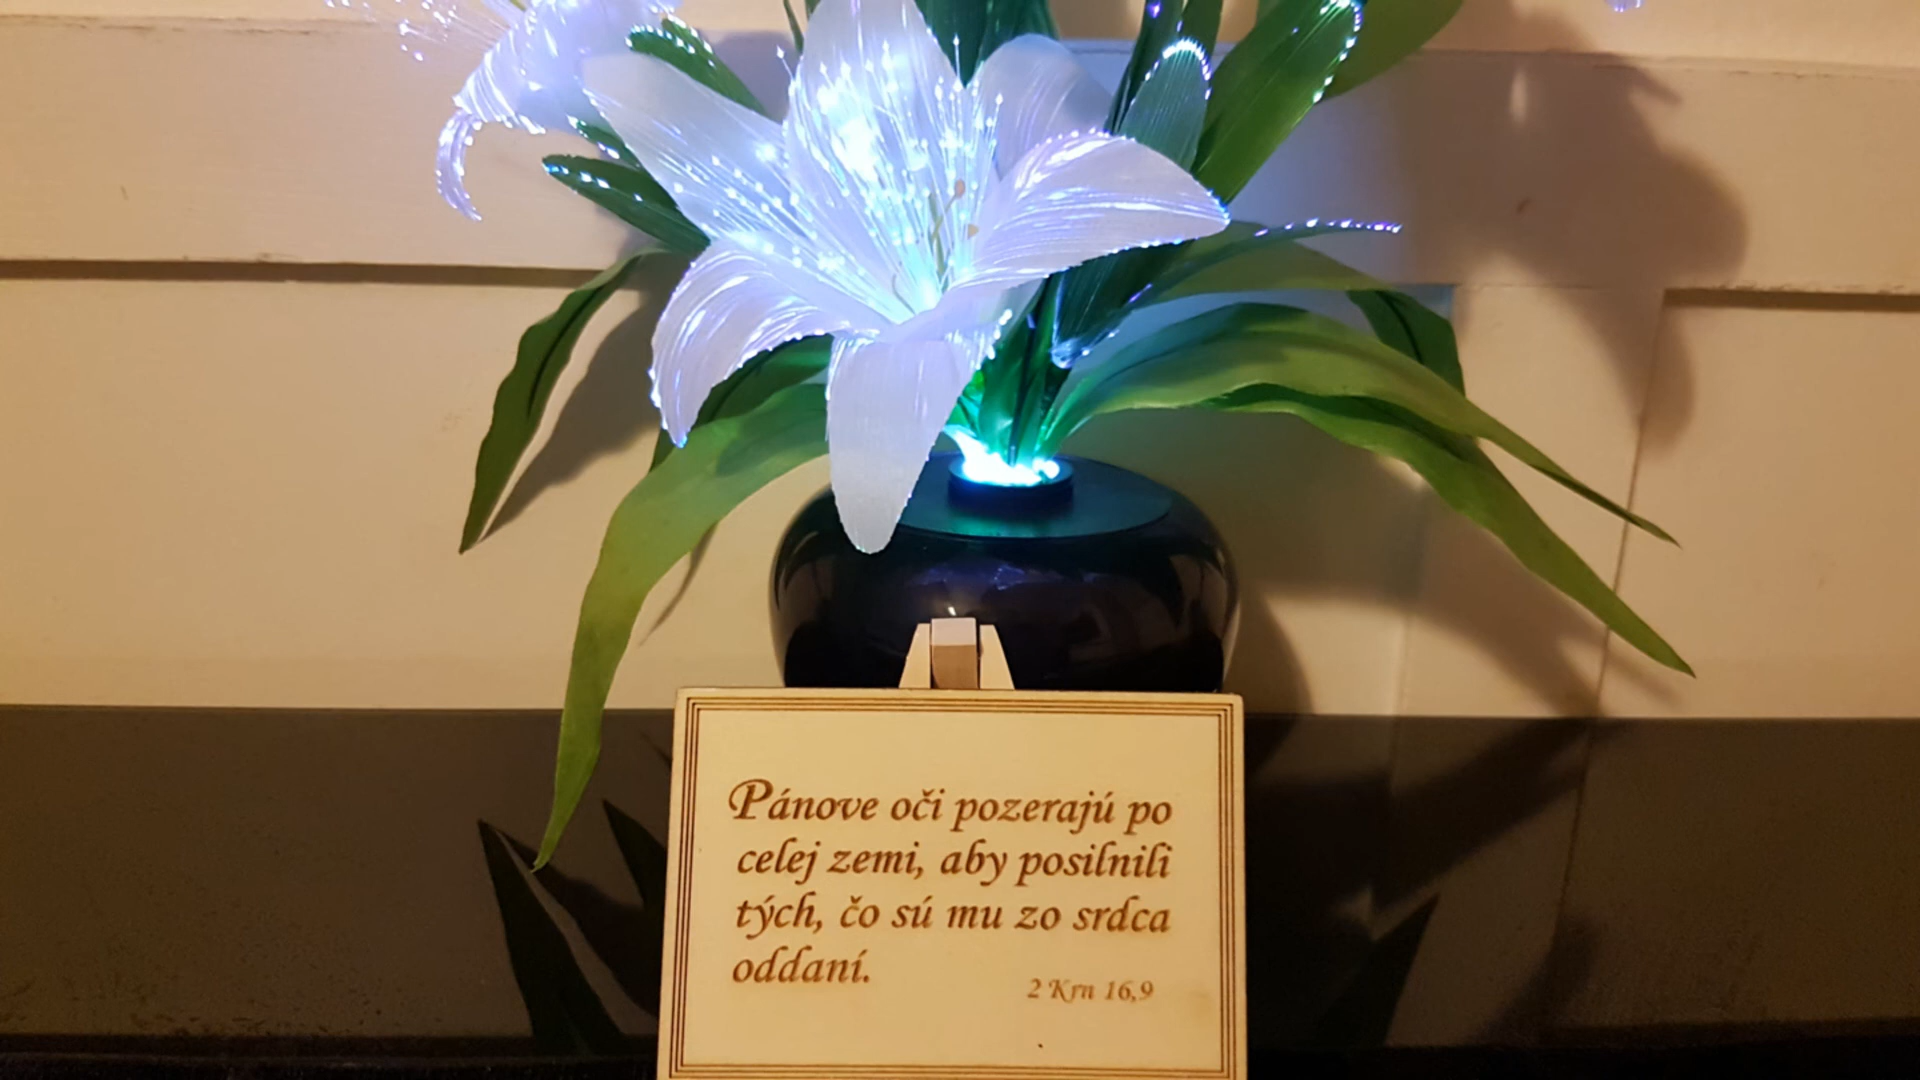 Pánove oči pozerajú po
celej zemi, aby posilnili
tých, čo sú mu zo srdca
oddaní.
2 Krn 16,9